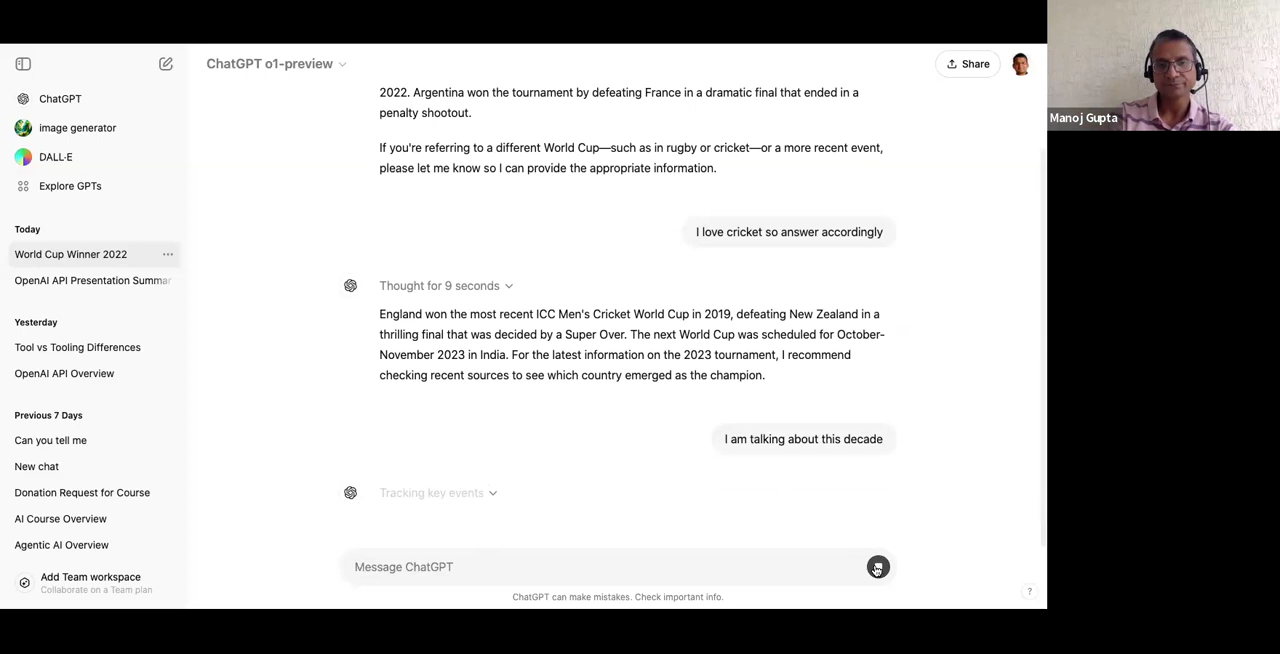 ChatGPT
image generator
DALL·E
Explore GPTs
Today
World Cup Winner 2022
OpenAI API Presentation Summar
Yesterday
Tool vs Tooling Differences
OpenAI API Overview
Previous 7 Days
Can you tell me
New chat
Donation Request for Course
AI Course Overview
Agentic AI Overview
Add Team workspace
Collaborate on a Team plan
ChatGPT o1-preview
Share
2022. Argentina won the tournament by defeating France in a dramatic final that ended in a
penalty shootout.
If you're referring to a different World Cup—such as in rugby or cricket—or a more recent event,
please let me know so I can provide the appropriate information.
I love cricket so answer accordingly
Thought for 9 seconds
England won the most recent ICC Men's Cricket World Cup in 2019, defeating New Zealand in a
thrilling final that was decided by a Super Over. The next World Cup was scheduled for October-
November 2023 in India. For the latest information on the 2023 tournament, I recommend
checking recent sources to see which country emerged as the champion.
I am talking about this decade
Tracking key events
Message ChatGPT
ChatGPT can make mistakes. Check important info.
?
Manoj Gupta